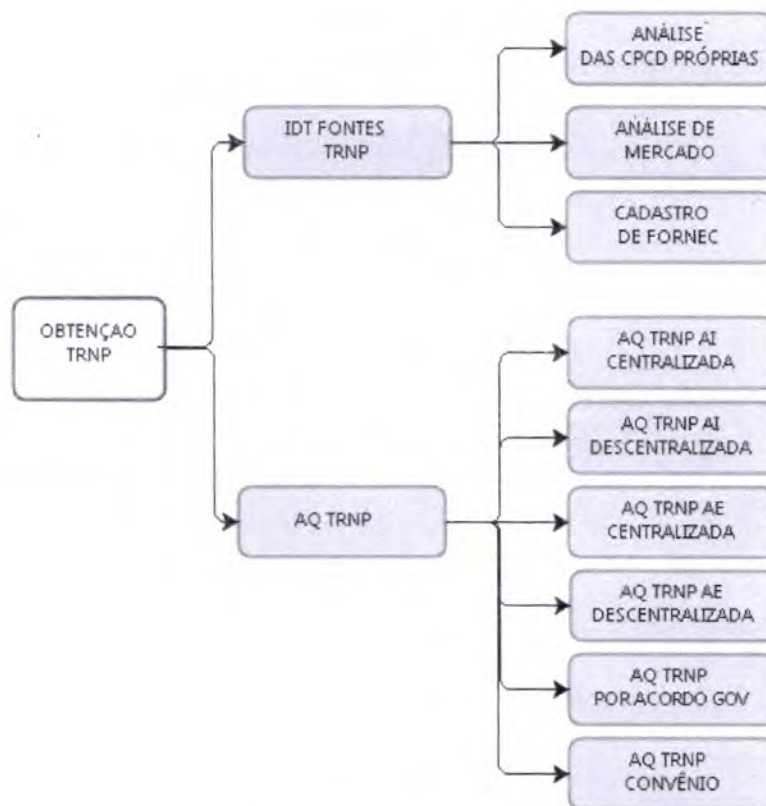 ANÁLISE
DAS CPCD PRÓPRIAS
IDT FONTES
TRNP
ANÁLISE DE
MERCADO
CADASTRO
DE FORNEC
OBTENÇAO
TRNP
AQ TRNP AI
CENTRALIZADA
AQ TRNP AI
DESCENTRALIZADA
AQ TRNP
AQ TRNP AE
CENTRALIZADA
AQ TRNP AE
DESCENTRALIZADA
AQ TRNP
POR ACORDO GOV
AQ TRNP
CONVÊNIO